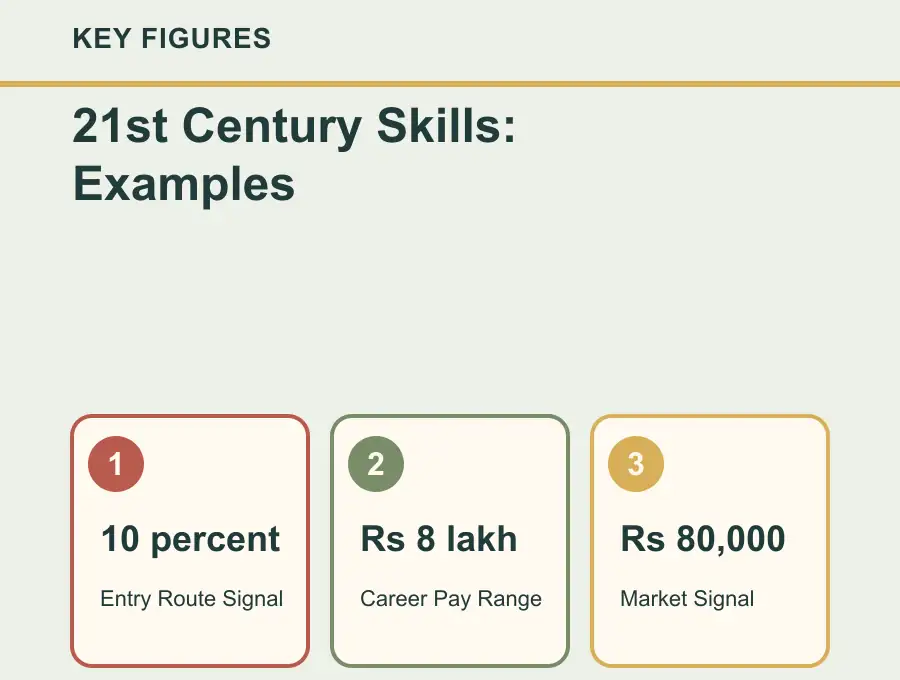 KEY FIGURES
21st Century Skills:
Examples
1
10 percent
Entry Route Signal
2
Rs 8 lakh
Career Pay Range
3
Rs 80,000
Market Signal